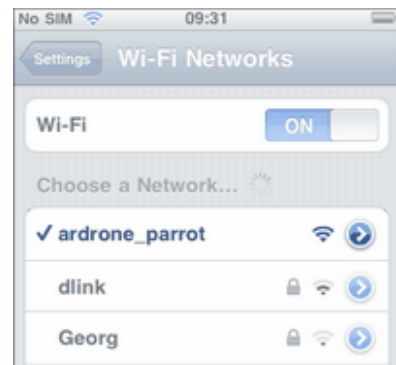 No SIM 09:31
Settings Wi-Fi Networks
Wi-Fi ON
Choose a Network...
ardrone_parrot
dlink
Georg